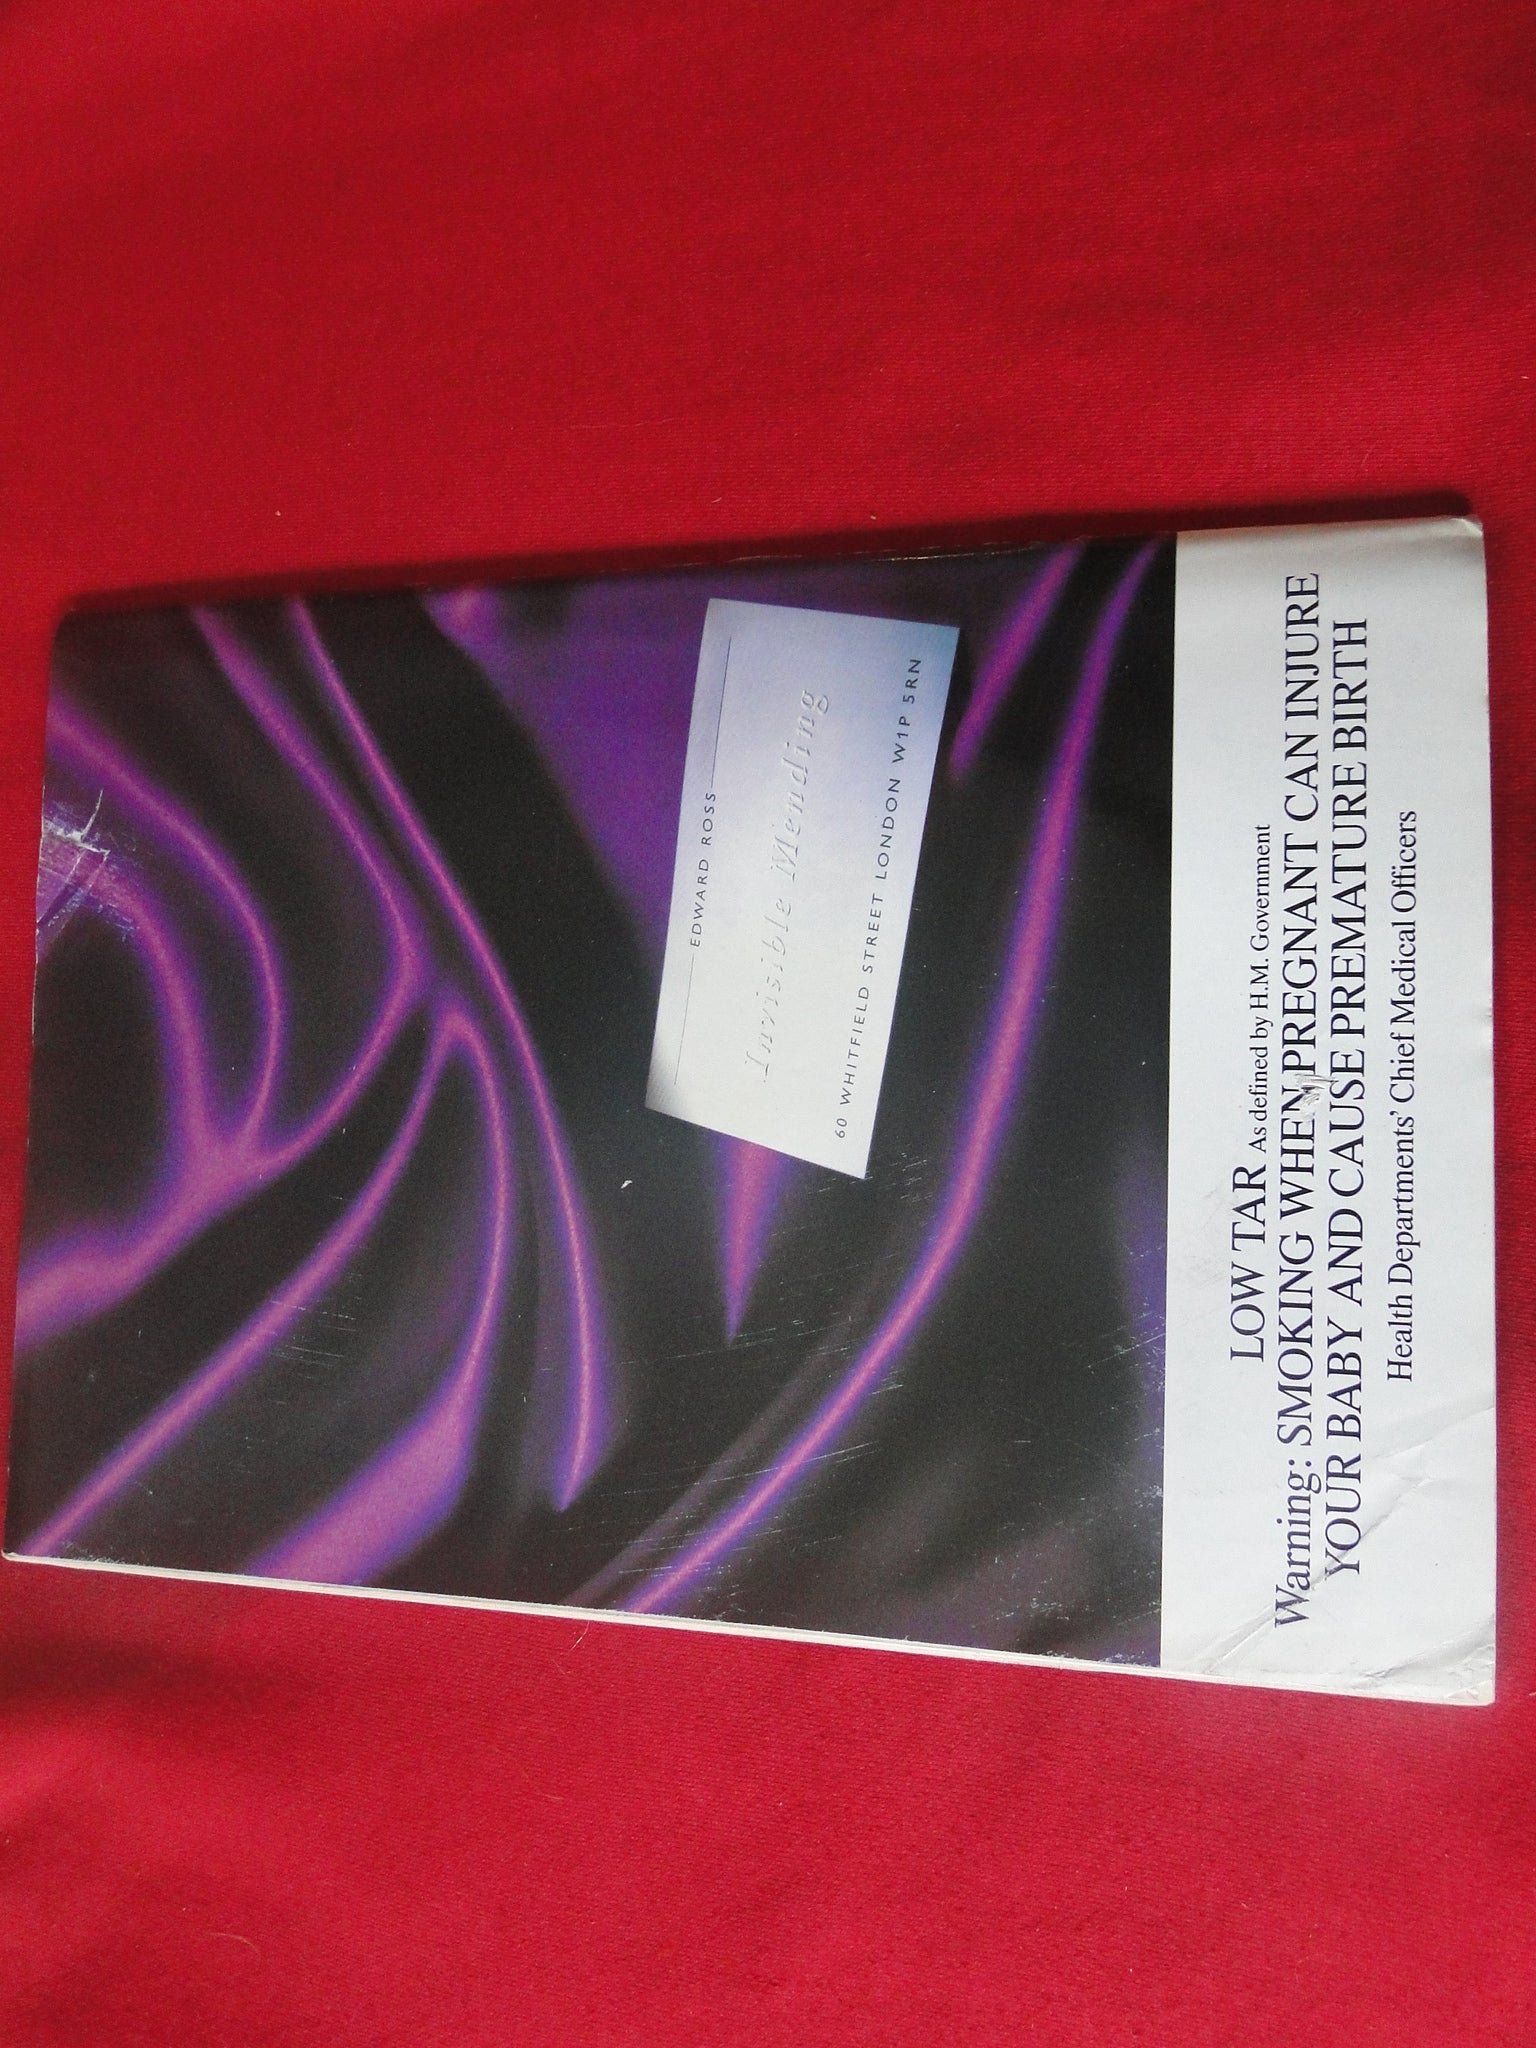 EDWARD ROSS
Invisible Mending
60 WHITFIELD STREET LONDON W1P 5RN
LOW TAR As defined by H.M. Government
Warning: SMOKING WHEN PREGNANT CAN INJURE
YOUR BABY AND CAUSE PREMATURE BIRTH
Health Departments' Chief Medical Officers